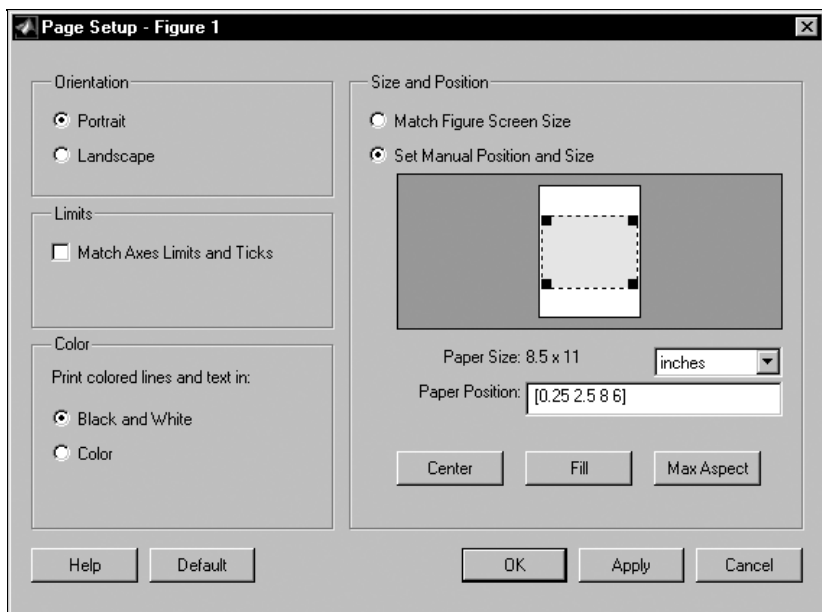 Page Setup - Figure 1
Orientation
Portrait
Landscape
Limits
Match Axes Limits and Ticks
Color
Print colored lines and text in:
Black and White
Color
Size and Position
Match Figure Screen Size
Set Manual Position and Size
Paper Size: 8.5 x 11
inches
Paper Position: [0.25 2.5 8 6]
Center
Fill
Max Aspect
Help
Default
OK
Apply
Cancel